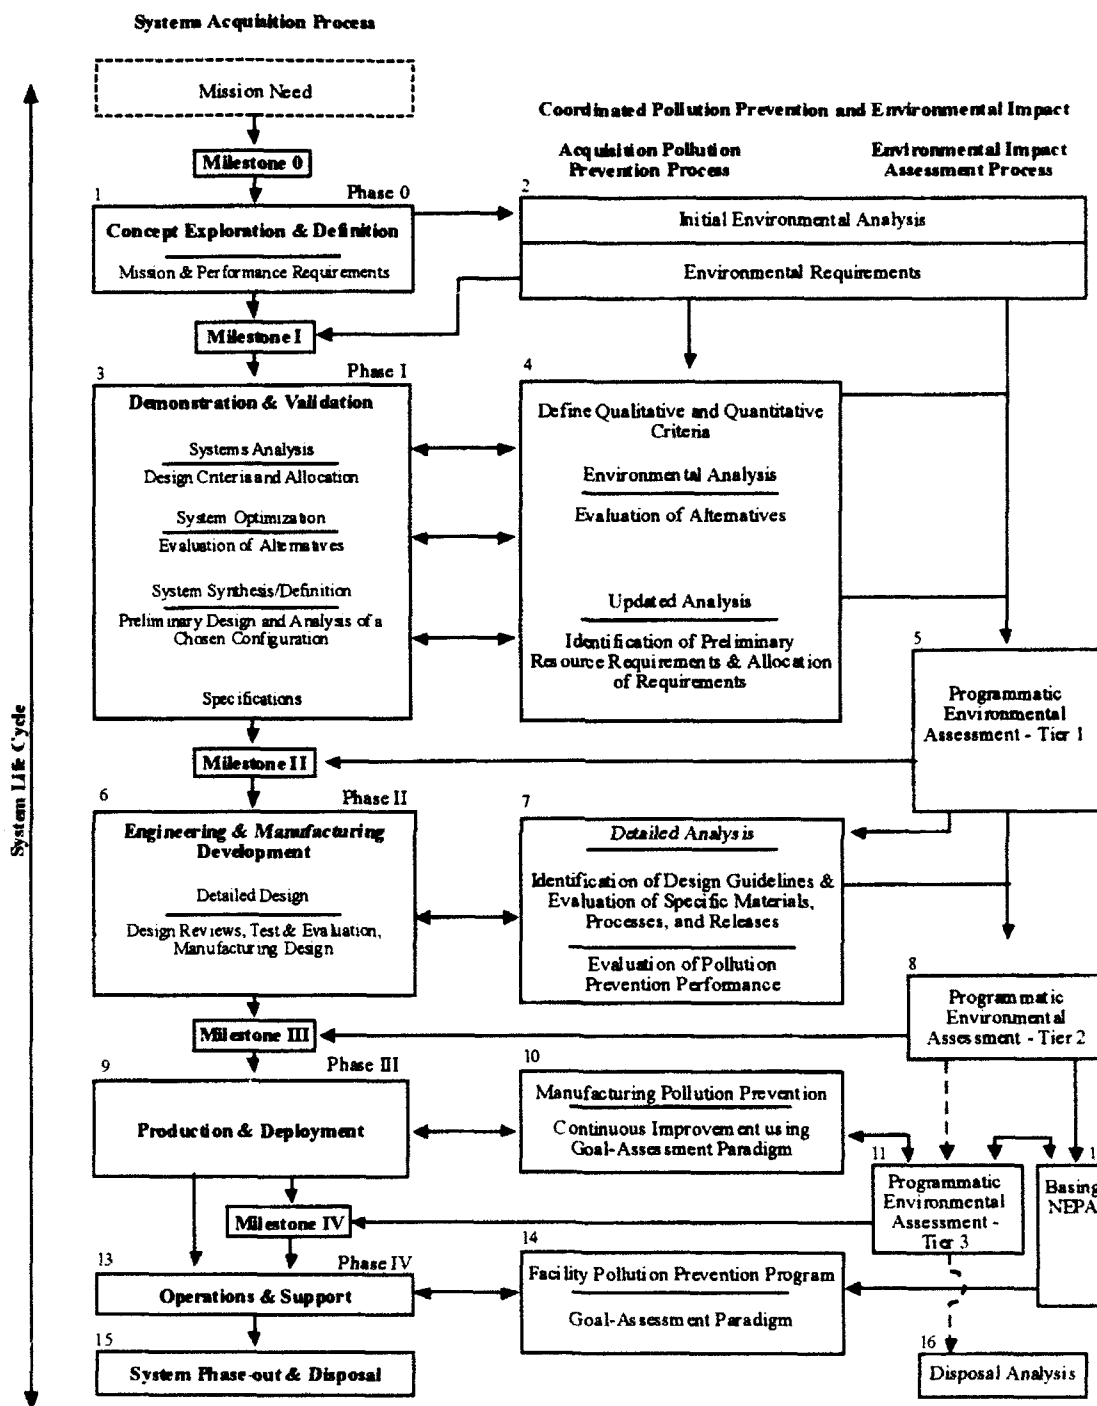 Systems Acquisition Process
Mission Need
Coordinated Pollution Prevention and Environmental Impact
Acquisition Pollution
Prevention Process
Environmental Impact
Assessment Process
Milestone 0
1
Phase 0
Concept Exploration & Definition
Mission & Performance Requirements
2
Initial Environmental Analysis
Environmental Requirements
Milestone I
3
Phase I
Demonstration & Validation
Systems Analysis
Design Criteria and Allocation
System Optimization
Evaluation of Alternatives
System Synthesis/Definition
Preliminary Design and Analysis of a
Chosen Configuration
Specifications
4
Define Qualitative and Quantitative
Criteria
Environmental Analysis
Evaluation of Alternatives
Updated Analysis
Identification of Preliminary
Resource Requirements & Allocation
of Requirements
5
Programmatic
Environmental
Assessment - Tier 1
System Life Cycle
Milestone II
6
Phase II
Engineering & Manufacturing
Development
Detailed Design
Design Reviews, Test & Evaluation,
Manufacturing Design
7
Detailed Analysis
Identification of Design Guidelines &
Evaluation of Specific Materials,
Processes, and Releases
Evaluation of Pollution
Prevention Performance
8
Programmatic
Environmental
Assessment - Tier 2
Milestone III
9
Phase III
Production & Deployment
10
Manufacturing Pollution Prevention
Continuous Improvement using
Goal-Assessment Paradigm
11
Programmatic
Environmental
Assessment -
Tier 3
1
Basing
NEPA
Milestone IV
13
Phase IV
Operations & Support
14
Facility Pollution Prevention Program
Goal-Assessment Paradigm
15
System Phase-out & Disposal
16
Disposal Analysis